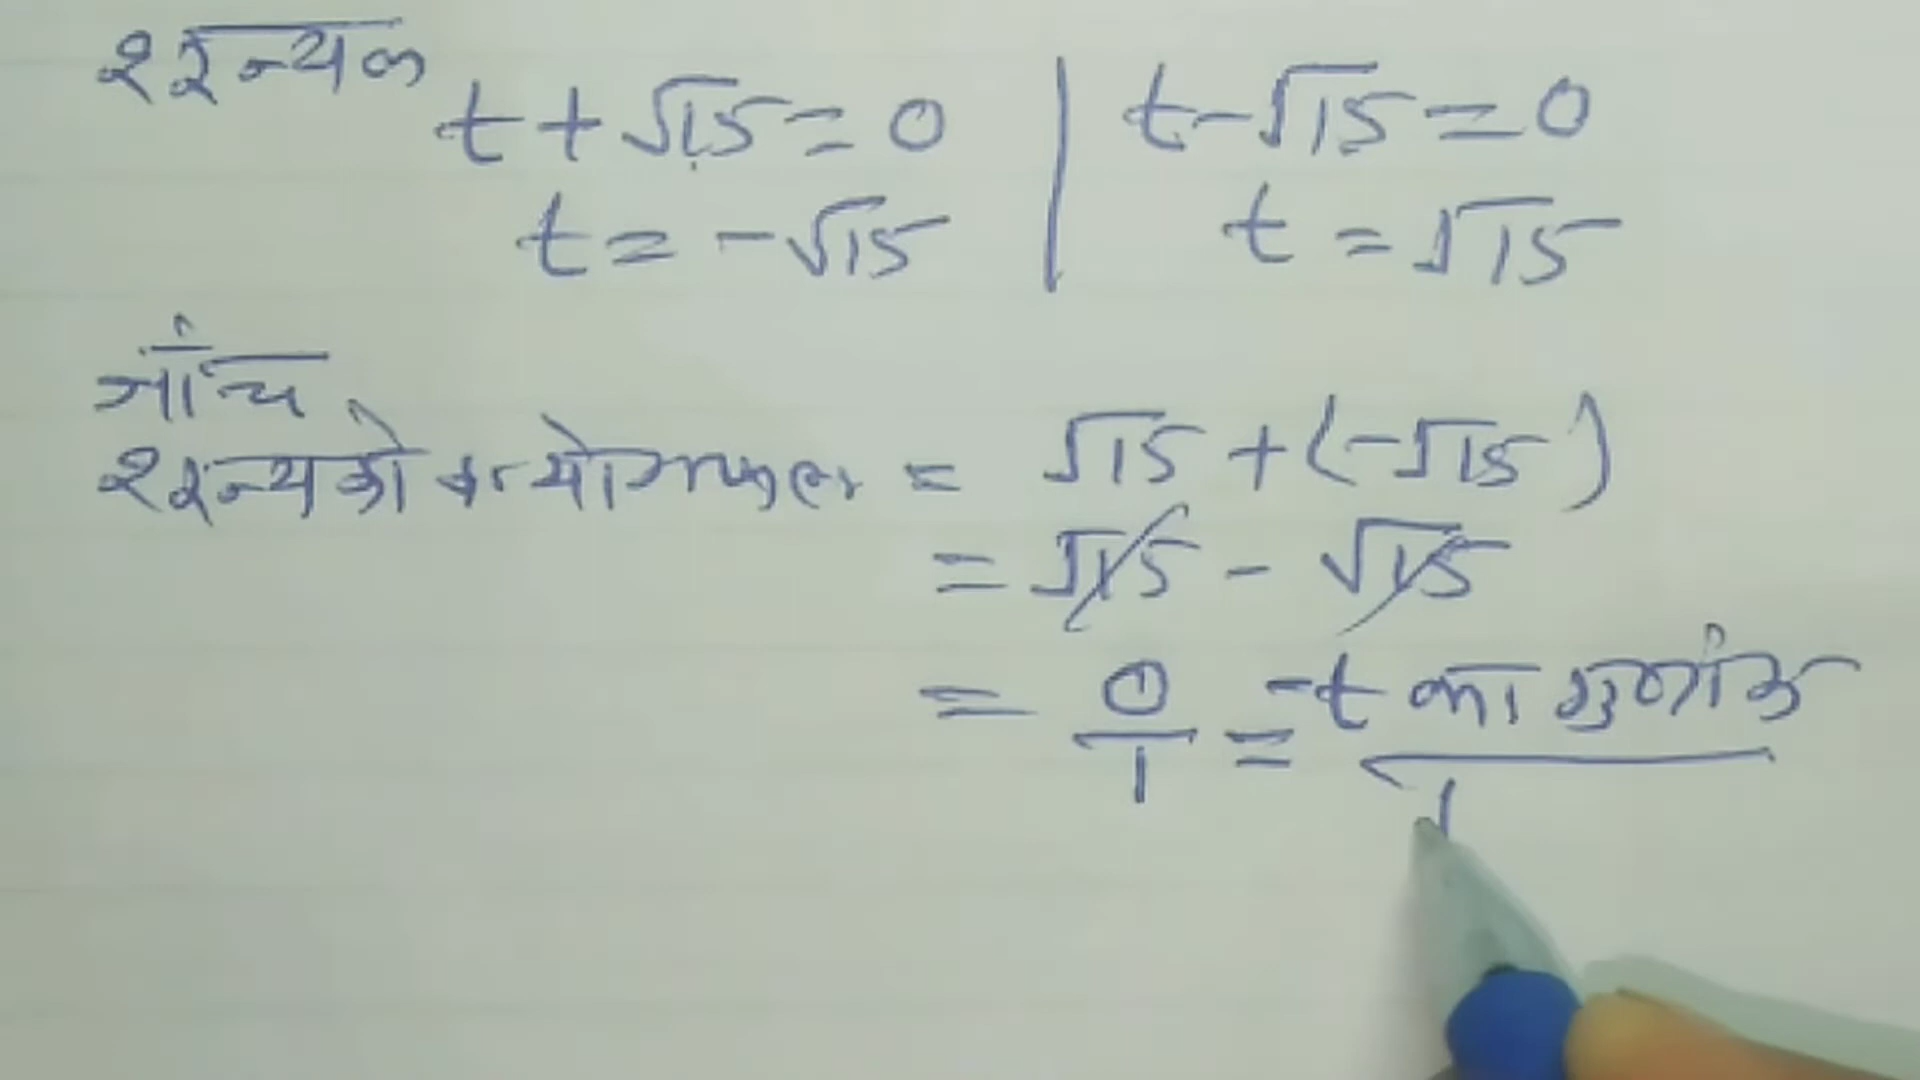 शून्यक
t + √15 = 0 | t - √15 = 0
t = - √15 | t = √15
जाँच
शून्यको का योगफल = √15 + (-√15)
= √15 - √15
= 0/1 = -t का गुणांक/